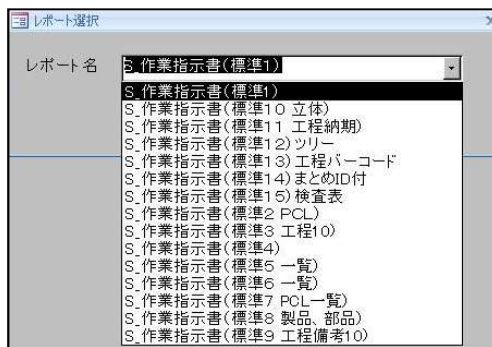 レポート選択
レポート名
S_作業指示書(標準1)
S_作業指示書(標準1)
S_作業指示書(標準10 立体)
S_作業指示書(標準11 工程納期)
S_作業指示書(標準12)ツリー
S_作業指示書(標準13)工程バーコード
S_作業指示書(標準14)まとめID付
S_作業指示書(標準15)検査表
S_作業指示書(標準2 PCL)
S_作業指示書(標準3 工程10)
S_作業指示書(標準4)
S_作業指示書(標準5 一覧)
S_作業指示書(標準6 一覧)
S_作業指示書(標準7 PCL一覧)
S_作業指示書(標準8 製品、部品)
S_作業指示書(標準9 工程備考10)